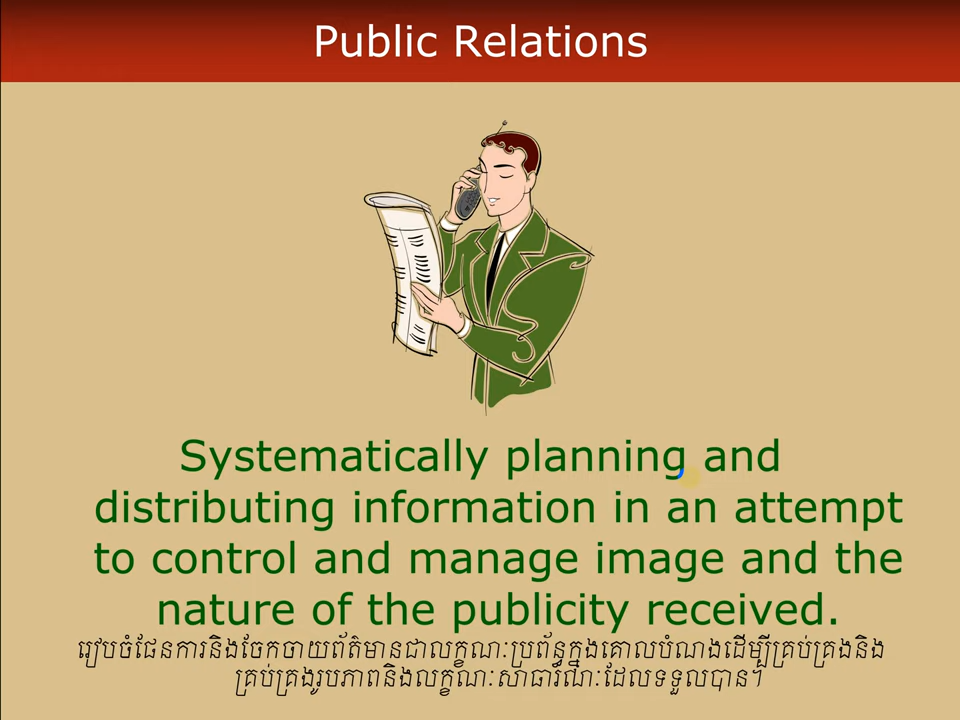 Public Relations
Systematically planning and
distributing information in an attempt
to control and manage image and the
nature of the publicity received.
រៀបចំផែនការនិងចែកចាយព័ត៌មានជាលក្ខណៈប្រព័ន្ធក្នុងគោលបំណងដើម្បីគ្រប់គ្រងនិង
គ្រប់គ្រងរូបភាពនិងលក្ខណៈសាធារណៈដែលទទួលបាន។